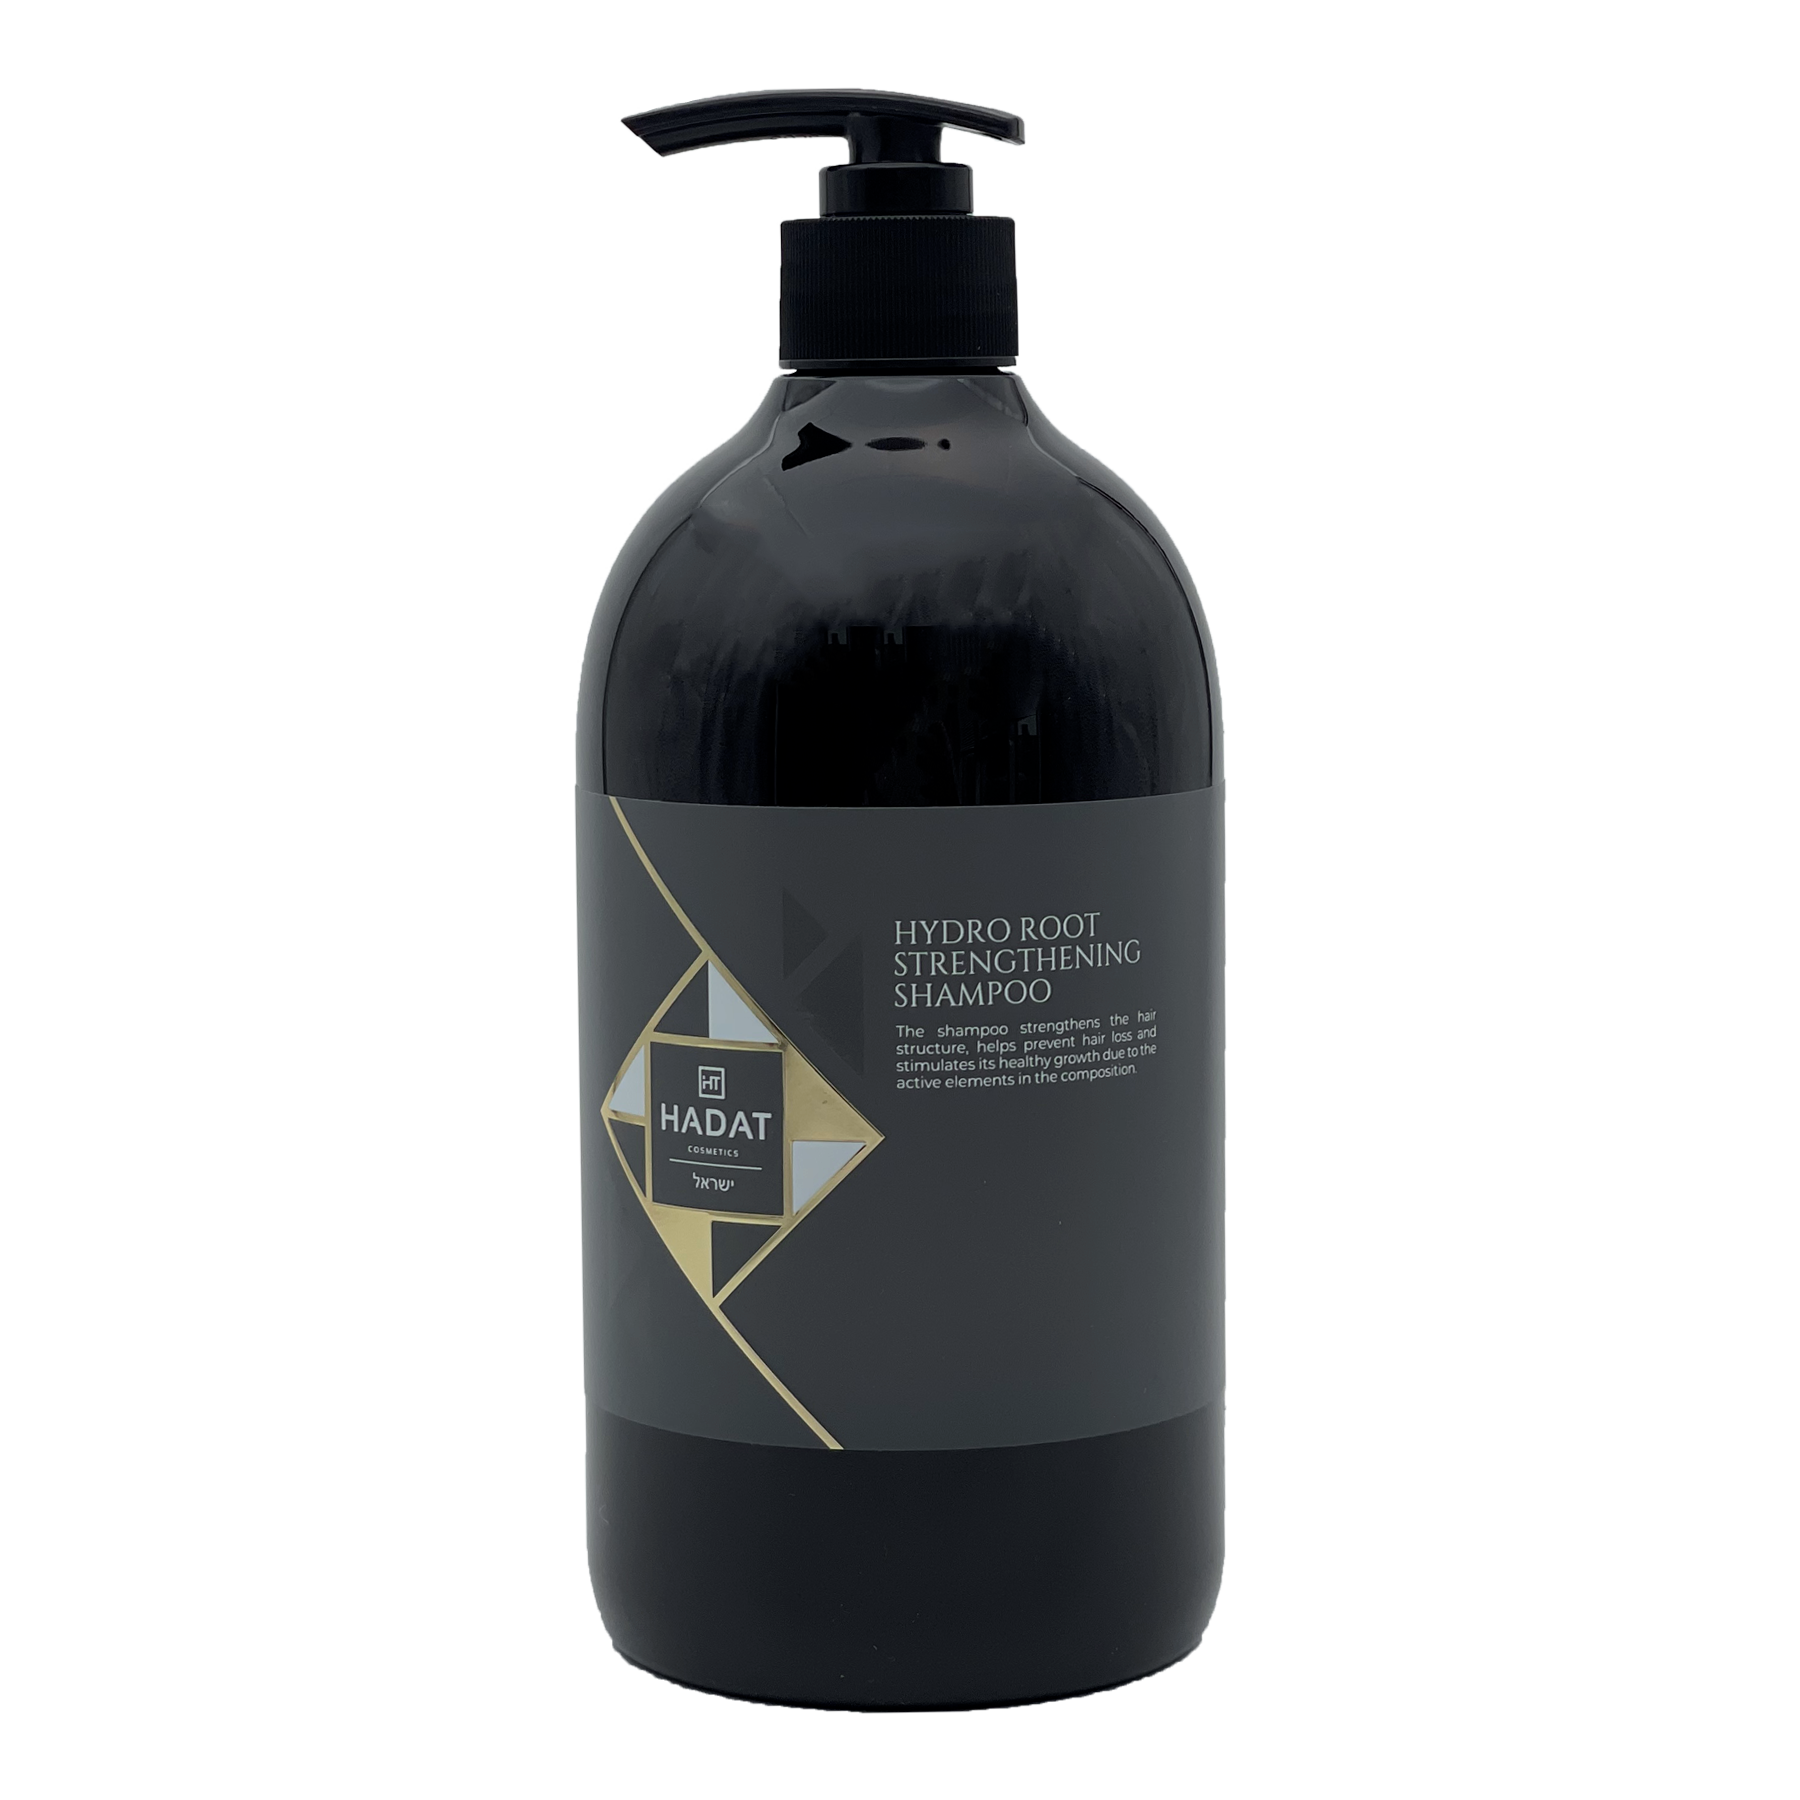 HYDRO ROOT
STRENGTHENING
SHAMPOO
The shampoo strengthens the hair
structure, helps prevent hair loss and
stimulates its healthy growth due to the
active elements in the composition.
HT
HADAT
COSMETICS
ישראל